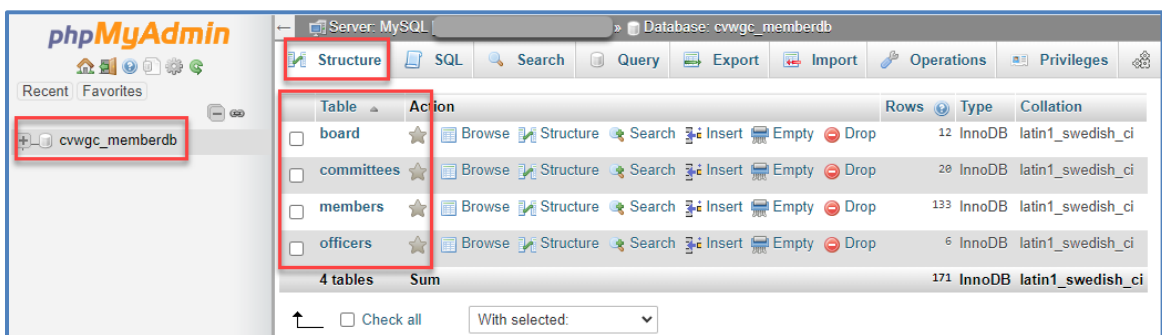 phpMyAdmin
Recent Favorites
cvwgc_memberdb
Server: MySQL [ » Database: cvwgc_memberdb
Structure SQL Search Query Export Import Operations Privileges
Table Action Rows Type Collation
board Browse Structure Search Insert Empty Drop 12 InnoDB latin1_swedish_ci
committees Browse Structure Search Insert Empty Drop 20 InnoDB latin1_swedish_ci
members Browse Structure Search Insert Empty Drop 133 InnoDB latin1_swedish_ci
officers Browse Structure Search Insert Empty Drop 6 InnoDB latin1_swedish_ci
4 tables Sum 171 InnoDB latin1_swedish_ci
Check all With selected: